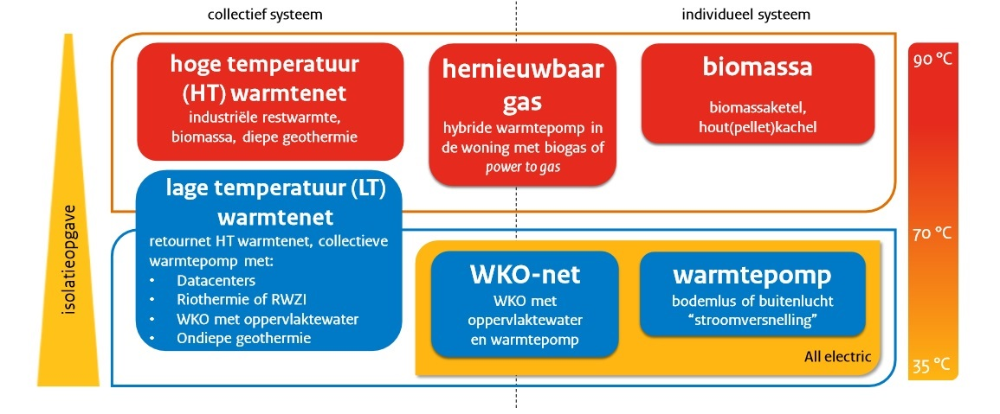 collectief systeem
individueel systeem
isolatieopgave
hoge temperatuur
(HT) warmtenet
industriële restwarmte,
biomassa, diepe geothermie
hernieuwbaar
gas
hybride warmtepomp in
de woning met biogas of
power to gas
biomassa
biomassaketel,
hout(pellet)kachel
lage temperatuur (LT)
warmtenet
retournet HT warmtenet, collectieve
warmtepomp met:
• Datacenters
• Riothermie of RWZI
• WKO met oppervlaktewater
• Ondiepe geothermie
WKO-net
WKO met
oppervlaktewater
en warmtepomp
warmtepomp
bodemlus of buitenlucht
“stroomversnelling”
All electric
90 °C
70 °C
35 °C